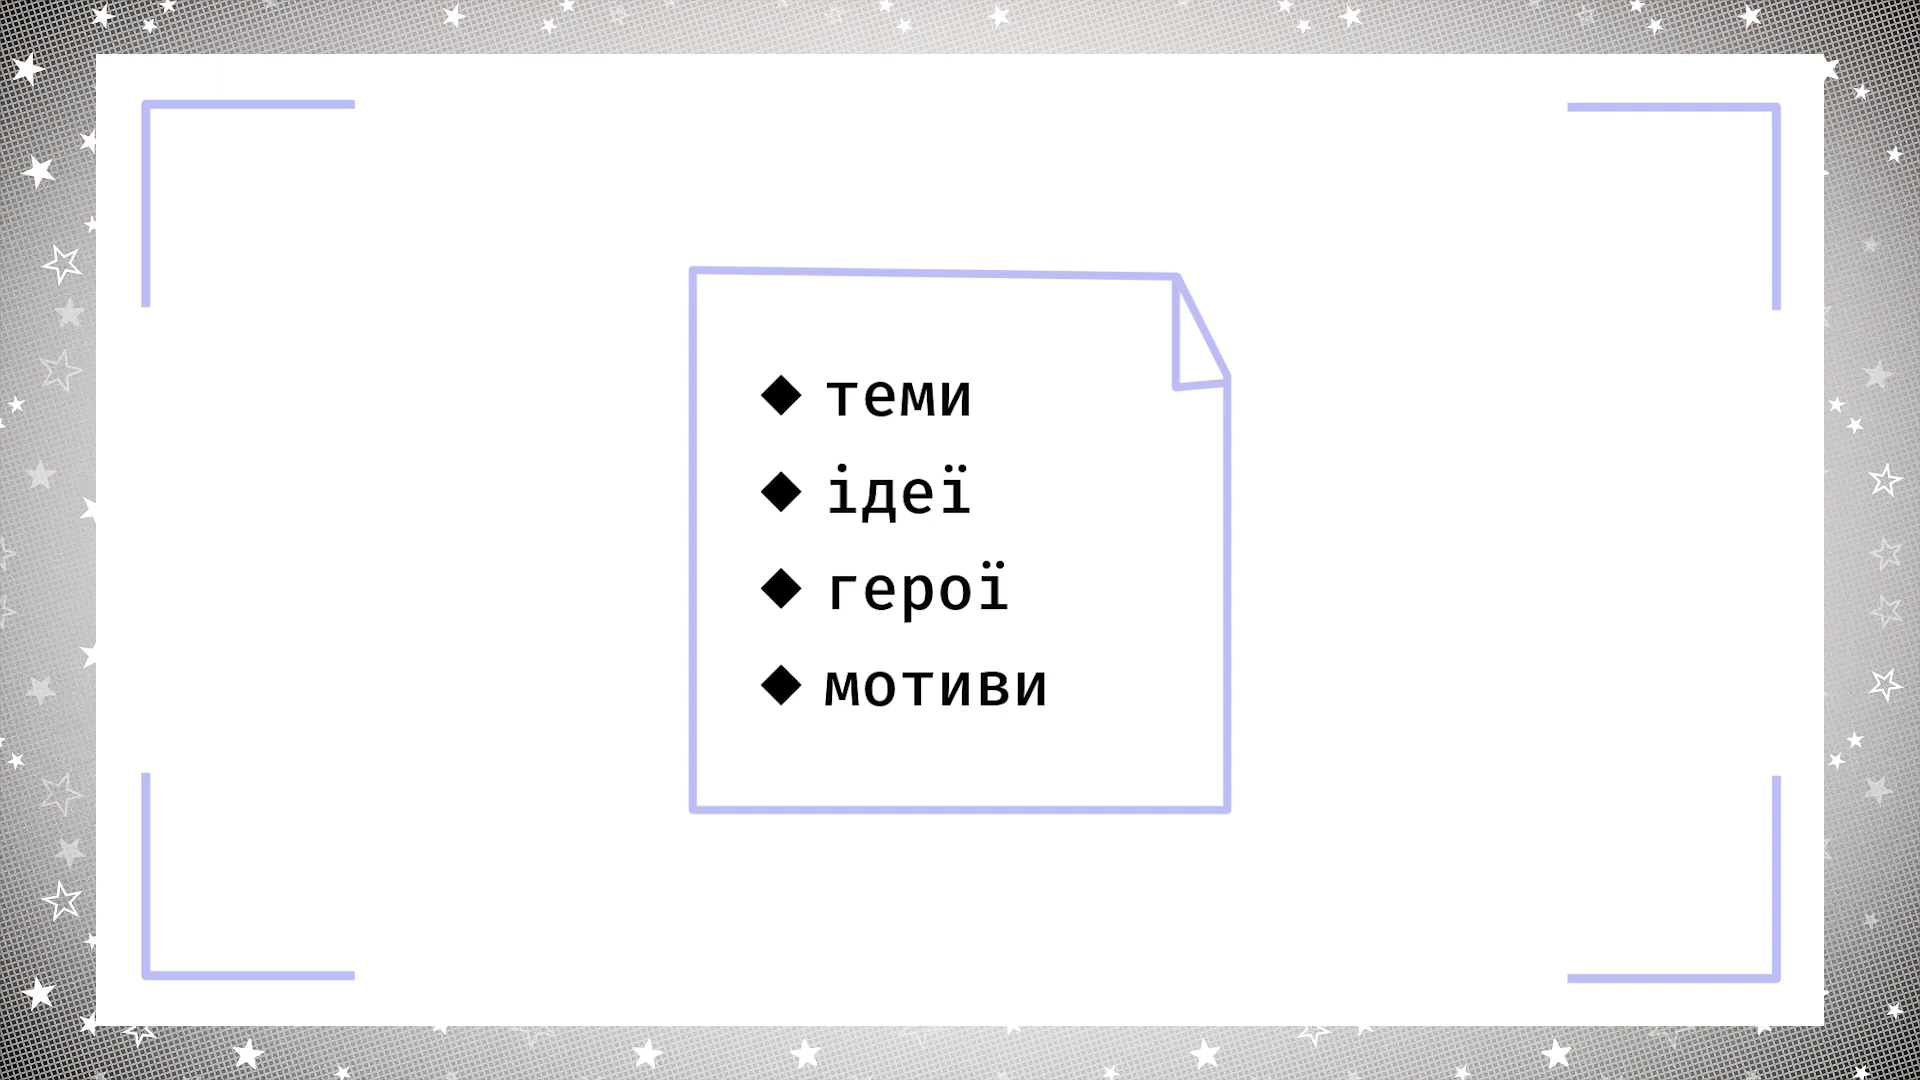 ◆ теми
◆ ідеї
◆ герої
◆ мотиви